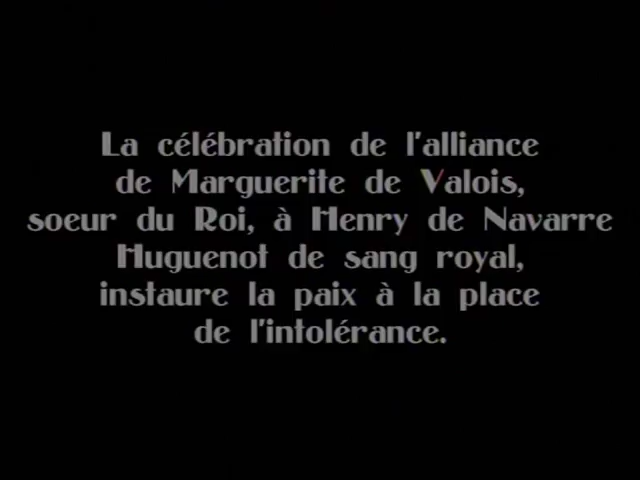 La célébration de l'alliance
de Marguerite de Valois,
soeur du Roi, à Henry de Navarre
Huguenot de sang royal,
instaure la paix à la place
de l'intolérance.